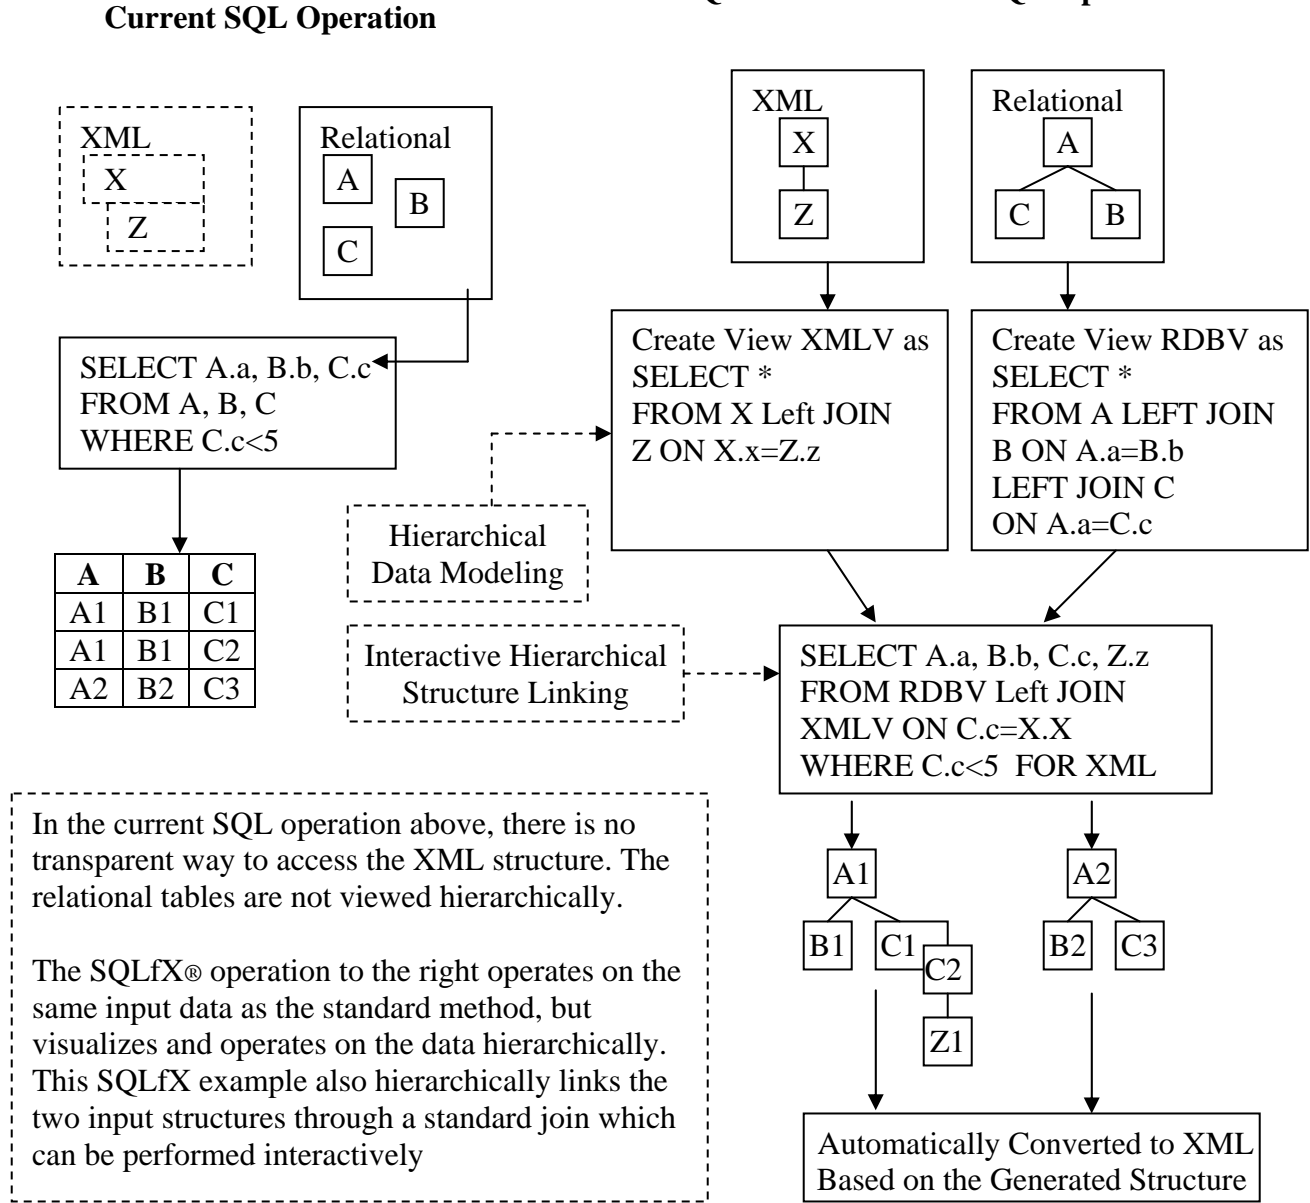 Current SQL Operation
XML
X
Z
Relational
A
B
C
SELECT A.a, B.b, C.c
FROM A, B, C
WHERE C.c<5
A B C
A1 B1 C1
A1 B1 C2
A2 B2 C3
XML
X
Z
Relational
A
C B
Create View XMLV as
SELECT *
FROM X Left JOIN
Z ON X.x=Z.z
Create View RDBV as
SELECT *
FROM A LEFT JOIN
B ON A.a=B.b
LEFT JOIN C
ON A.a=C.c
Hierarchical
Data Modeling
Interactive Hierarchical
Structure Linking
SELECT A.a, B.b, C.c, Z.z
FROM RDBV Left JOIN
XMLV ON C.c=X.X
WHERE C.c<5 FOR XML
A1
B1 C1
C2
Z1
A2
B2 C3
Automatically Converted to XML
Based on the Generated Structure
In the current SQL operation above, there is no
transparent way to access the XML structure. The
relational tables are not viewed hierarchically.
The SQLfX® operation to the right operates on the
same input data as the standard method, but
visualizes and operates on the data hierarchically.
This SQLfX example also hierarchically links the
two input structures through a standard join which
can be performed interactively